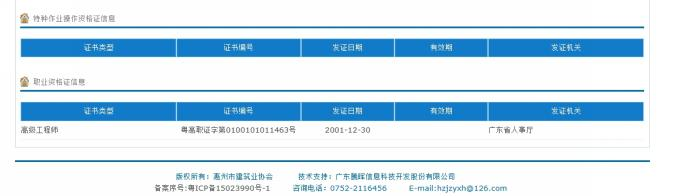 特种作业操作资格证信息
证书类型 证书编号 发证日期 有效期 发证机关
职业资格证信息
证书类型 证书编号 发证日期 有效期 发证机关
高级工程师 粤高职证字第0100101011463号 2001-12-30 广东省人事厅
版权所有：惠州市建筑业协会 技术支持：广东腾晖信息科技开发股份有限公司
备案序号:粤ICP备15023990号-1 咨询电话：0752-2116456 E-mail:hzjzyxh@126.com